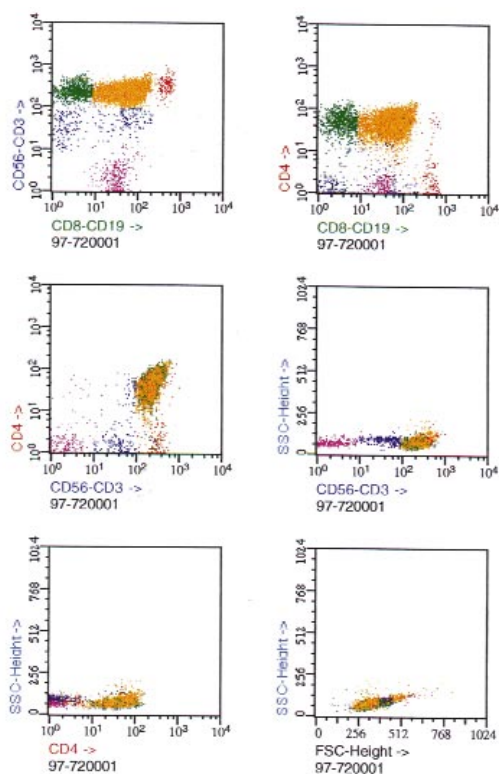 10⁴
10³
10²
10¹
10⁰
CD56-CD3 ->
10⁰ 10¹ 10² 10³ 10⁴
CD8-CD19 ->
97-720001
10⁴
10³
10²
10¹
10⁰
CD4 ->
10⁰ 10¹ 10² 10³ 10⁴
CD8-CD19 ->
97-720001
10⁴
10³
10²
10¹
10⁰
CD4 ->
10⁰ 10¹ 10² 10³ 10⁴
CD56-CD3 ->
97-720001
1024
768
512
256
0
SSC-Height ->
10⁰ 10¹ 10² 10³ 10⁴
CD56-CD3 ->
97-720001
1024
768
512
256
0
SSC-Height ->
10⁰ 10¹ 10² 10³ 10⁴
CD4 ->
97-720001
1024
768
512
256
0
SSC-Height ->
0 256 512 768 1024
FSC-Height ->
97-720001